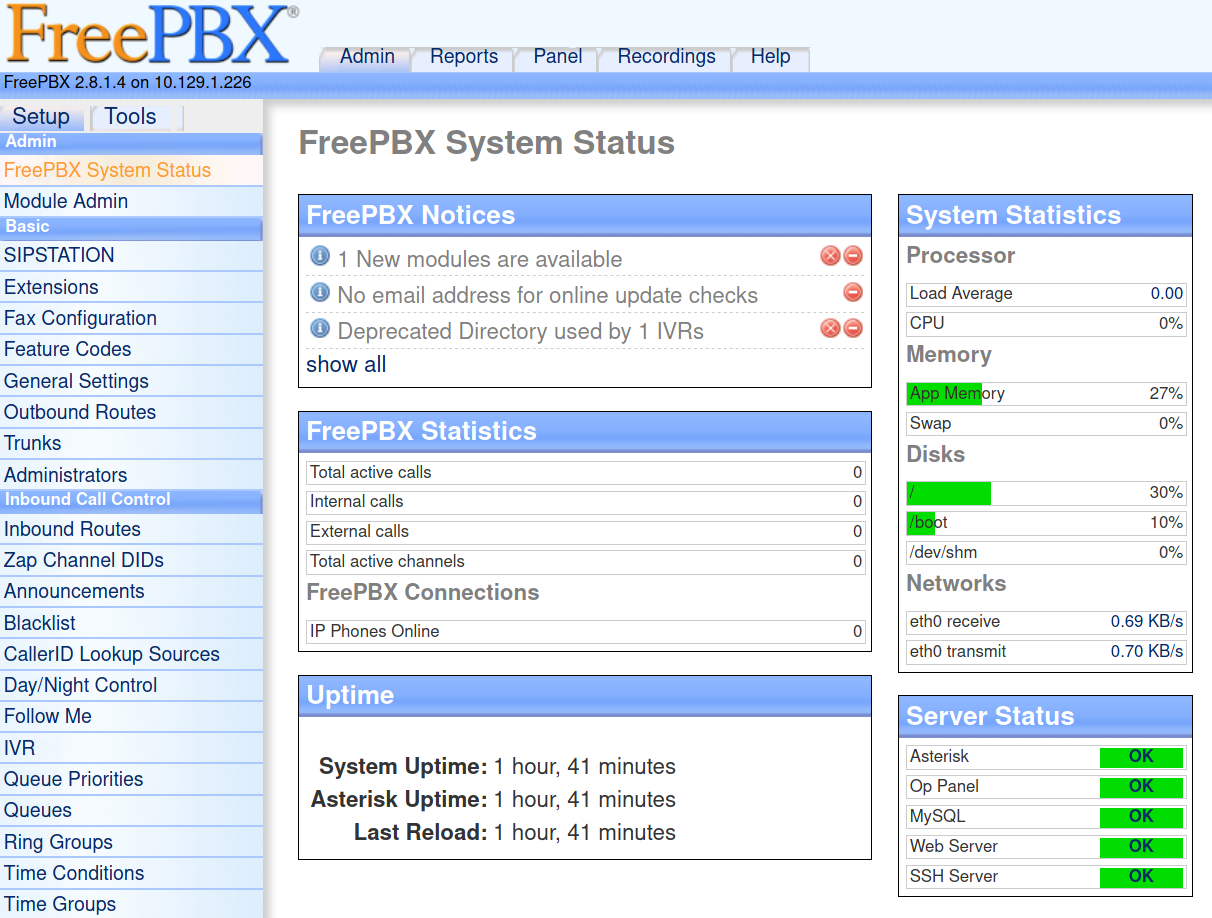 FreePBX®
Admin Reports Panel Recordings Help
FreePBX 2.8.1.4 on 10.129.1.226
Setup Tools
Admin
FreePBX System Status
Module Admin
Basic
SIPSTATION
Extensions
Fax Configuration
Feature Codes
General Settings
Outbound Routes
Trunks
Administrators
Inbound Call Control
Inbound Routes
Zap Channel DIDs
Announcements
Blacklist
CallerID Lookup Sources
Day/Night Control
Follow Me
IVR
Queue Priorities
Queues
Ring Groups
Time Conditions
Time Groups
FreePBX System Status
FreePBX Notices
1 New modules are available
No email address for online update checks
Deprecated Directory used by 1 IVRs
show all
FreePBX Statistics
Total active calls 0
Internal calls 0
External calls 0
Total active channels 0
FreePBX Connections
IP Phones Online 0
Uptime
System Uptime: 1 hour, 41 minutes
Asterisk Uptime: 1 hour, 41 minutes
Last Reload: 1 hour, 41 minutes
System Statistics
Processor
Load Average 0.00
CPU 0%
Memory
App Memory 27%
Swap 0%
Disks
/ 30%
/boot 10%
/dev/shm 0%
Networks
eth0 receive 0.69 KB/s
eth0 transmit 0.70 KB/s
Server Status
Asterisk OK
Op Panel OK
MySQL OK
Web Server OK
SSH Server OK